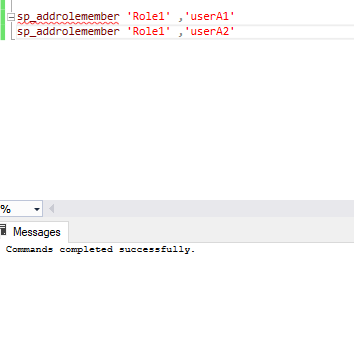 sp_addrolemember 'Role1' ,'userA1'
sp_addrolemember 'Role1' ,'userA2'
%
Messages
Commands completed successfully.